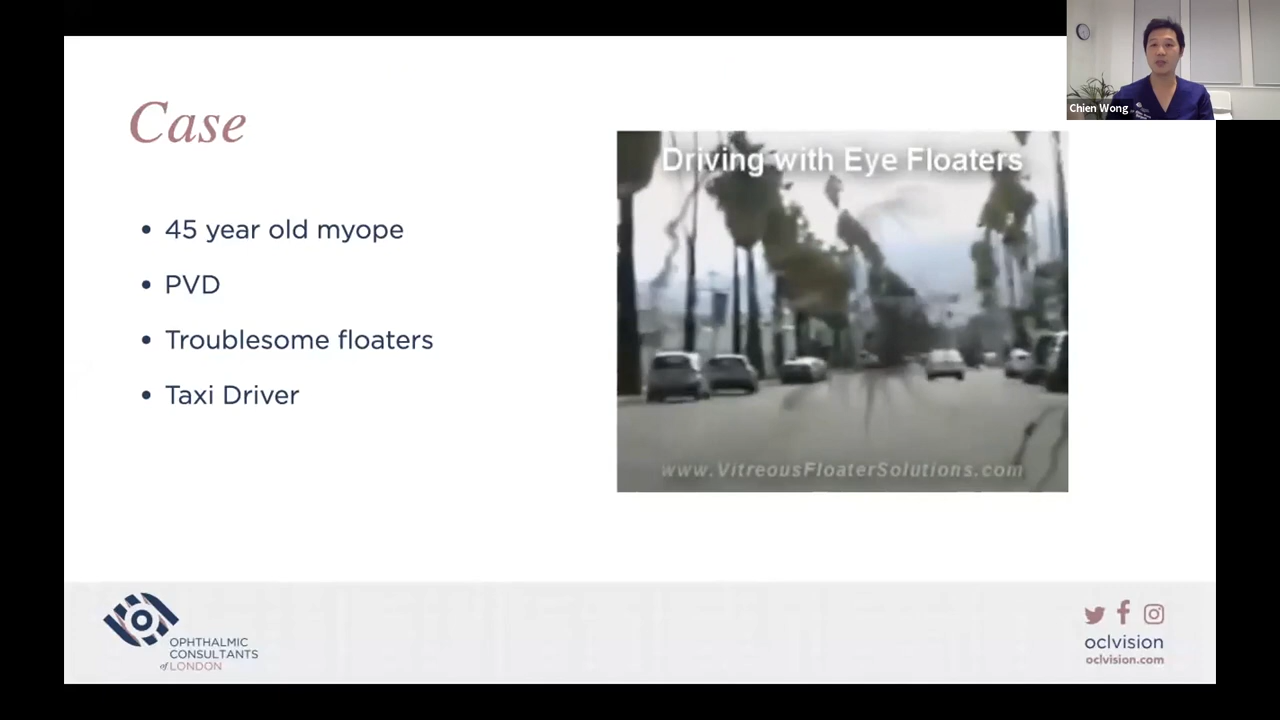 Chien Wong
Case
45 year old myope
PVD
Troublesome floaters
Taxi Driver
Driving with Eye Floaters
www.VitreousFloaterSolutions.com
OPHTHALMIC
CONSULTANTS
of LONDON
oclvision
oclvision.com